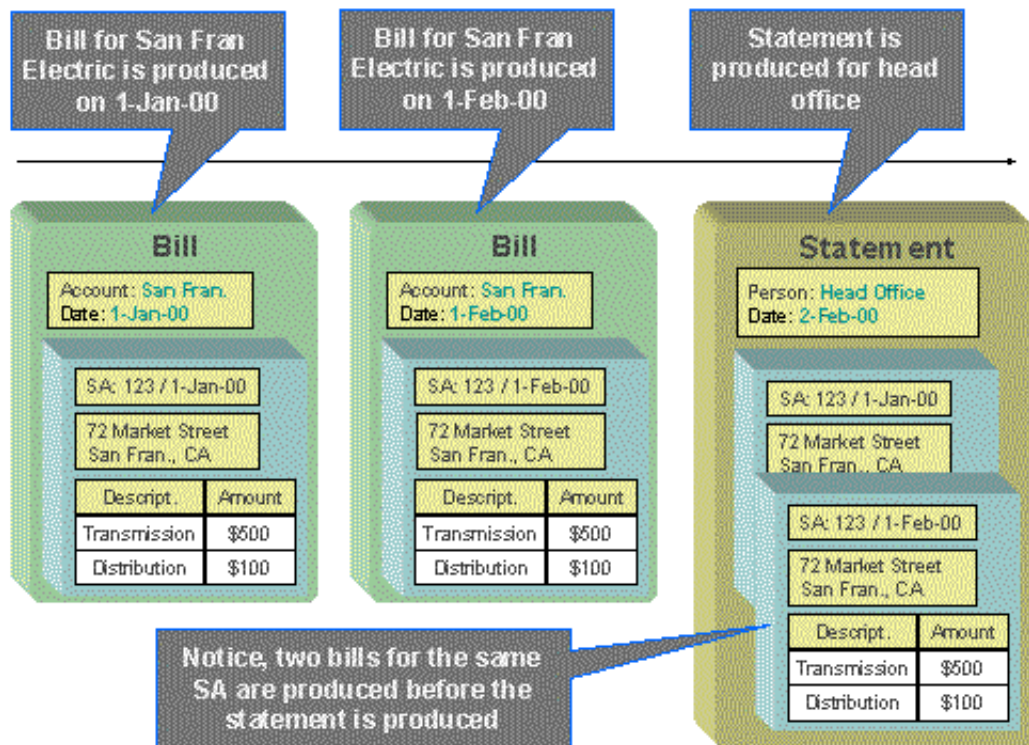 Bill for San Fran
Electric is produced
on 1-Jan-00
Bill for San Fran
Electric is produced
on 1-Feb-00
Statement is
produced for head
office
Bill
Account: San Fran.
Date: 1-Jan-00
SA: 123 / 1-Jan-00
72 Market Street
San Fran., CA
Descript. Amount
Transmission $500
Distribution $100
Bill
Account: San Fran.
Date: 1-Feb-00
SA: 123 / 1-Feb-00
72 Market Street
San Fran., CA
Descript. Amount
Transmission $500
Distribution $100
Statement
Person: Head Office
Date: 2-Feb-00
SA: 123 / 1-Jan-00
72 Market Street
San Fran., CA
SA: 123 / 1-Feb-00
72 Market Street
San Fran., CA
Descript. Amount
Transmission $500
Distribution $100
Notice, two bills for the same
SA are produced before the
statement is produced